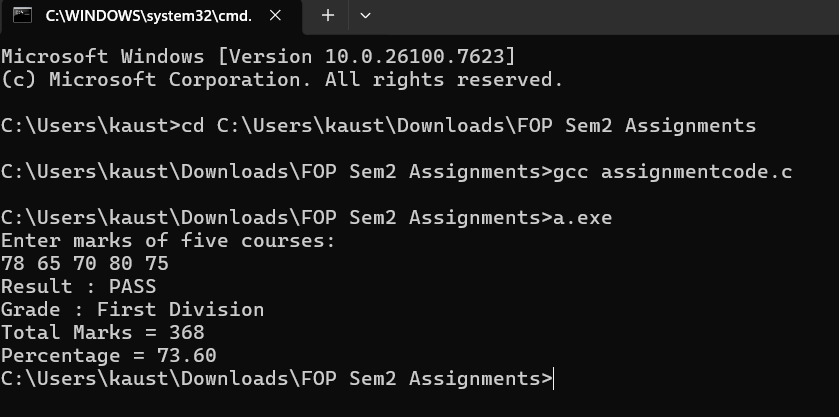 C:\WINDOWS\system32\cmd.
Microsoft Windows [Version 10.0.26100.7623]
(c) Microsoft Corporation. All rights reserved.
C:\Users\kaust>cd C:\Users\kaust\Downloads\FOP Sem2 Assignments
C:\Users\kaust\Downloads\FOP Sem2 Assignments>gcc assignmentcode.c
C:\Users\kaust\Downloads\FOP Sem2 Assignments>a.exe
Enter marks of five courses:
78 65 70 80 75
Result : PASS
Grade : First Division
Total Marks = 368
Percentage = 73.60
C:\Users\kaust\Downloads\FOP Sem2 Assignments>